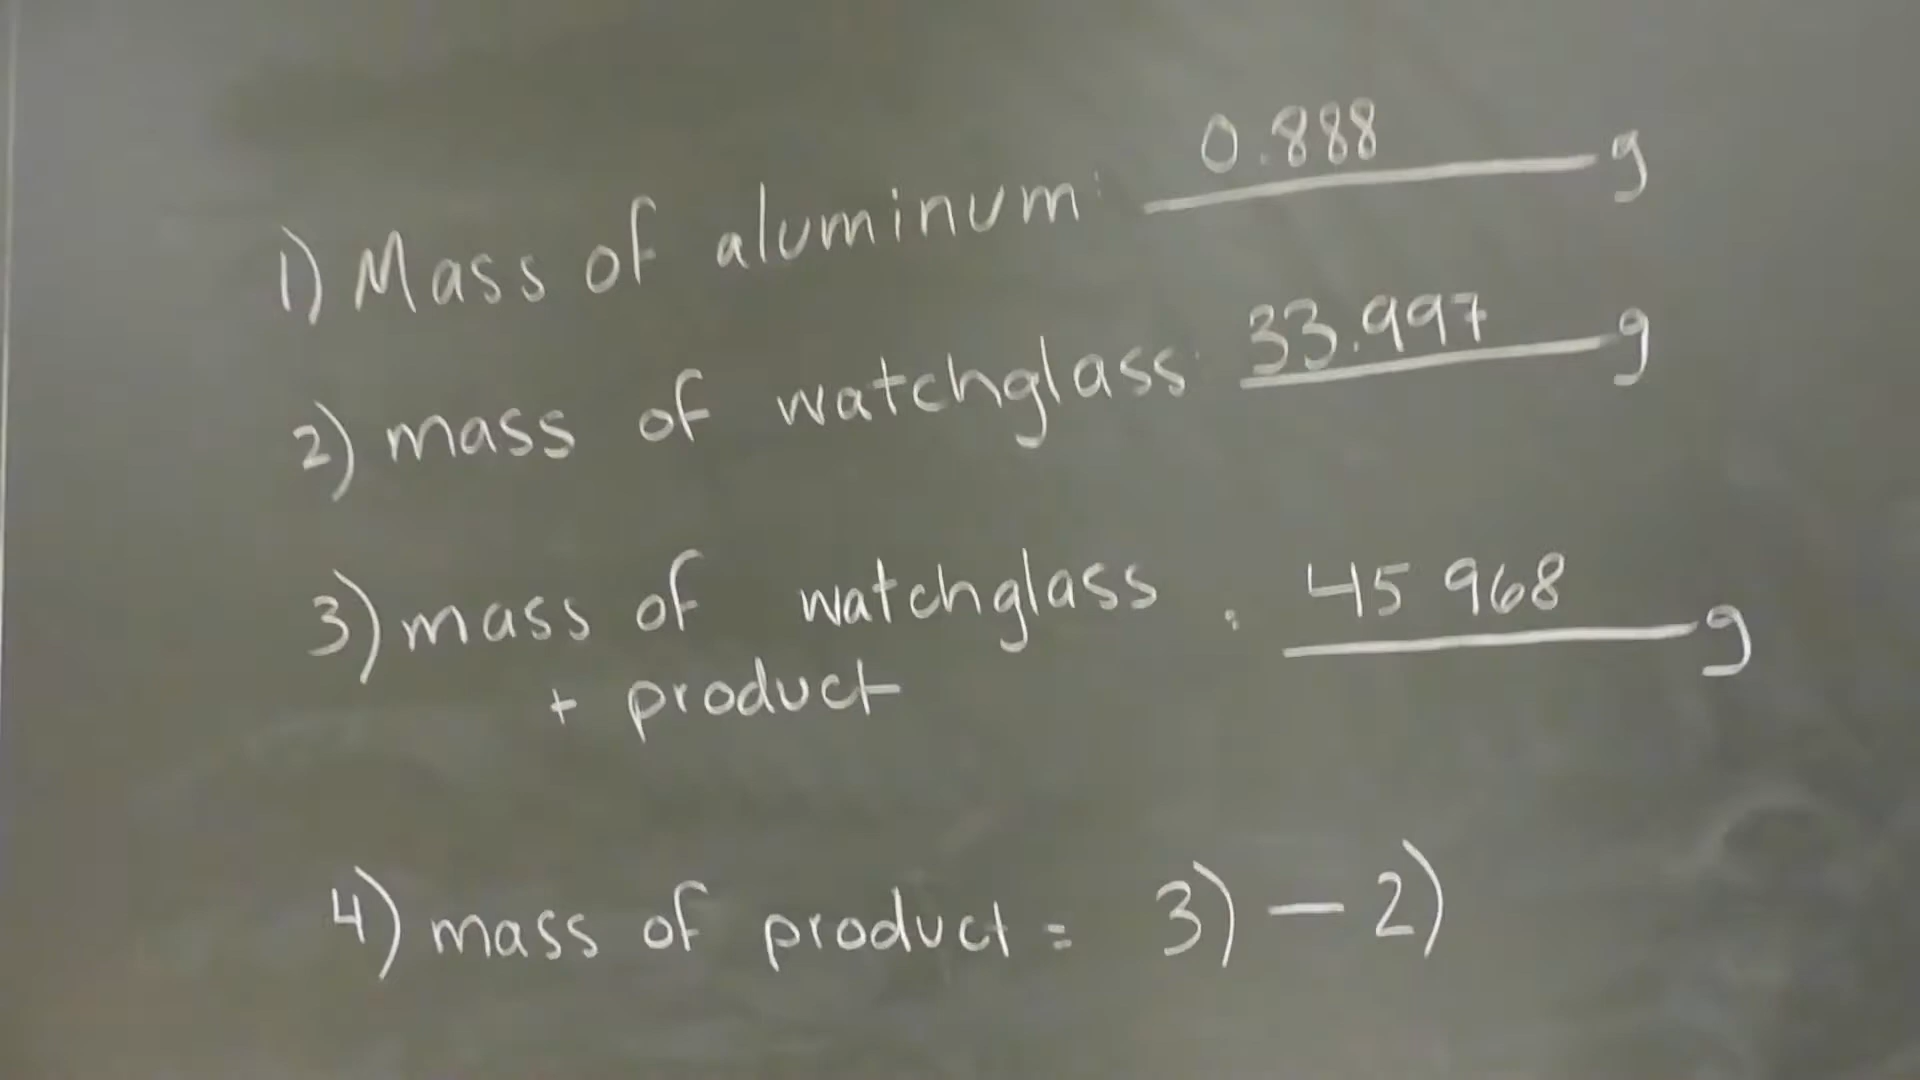 1) Mass of aluminum: 0.888 g
2) mass of watchglass: 33.997 g
3) mass of watchglass : 45 968 g
+ product
4) mass of product = 3) - 2)